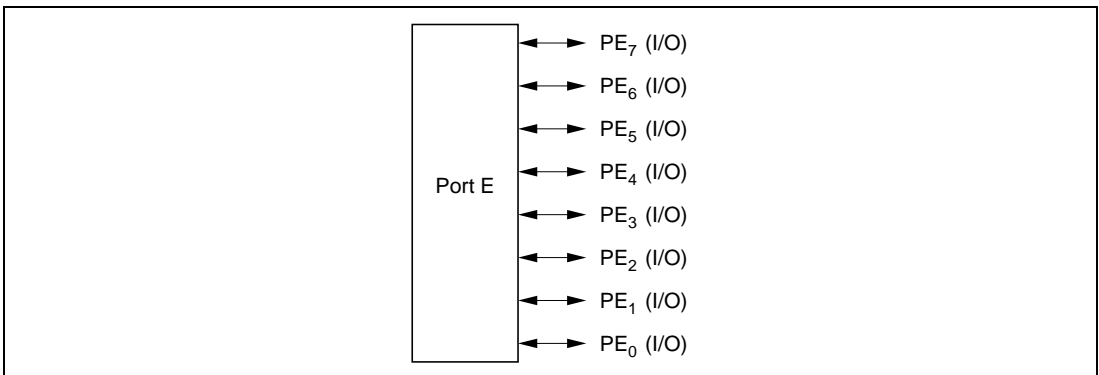 PE₇ (I/O)
PE₆ (I/O)
PE₅ (I/O)
PE₄ (I/O)
Port E
PE₃ (I/O)
PE₂ (I/O)
PE₁ (I/O)
PE₀ (I/O)